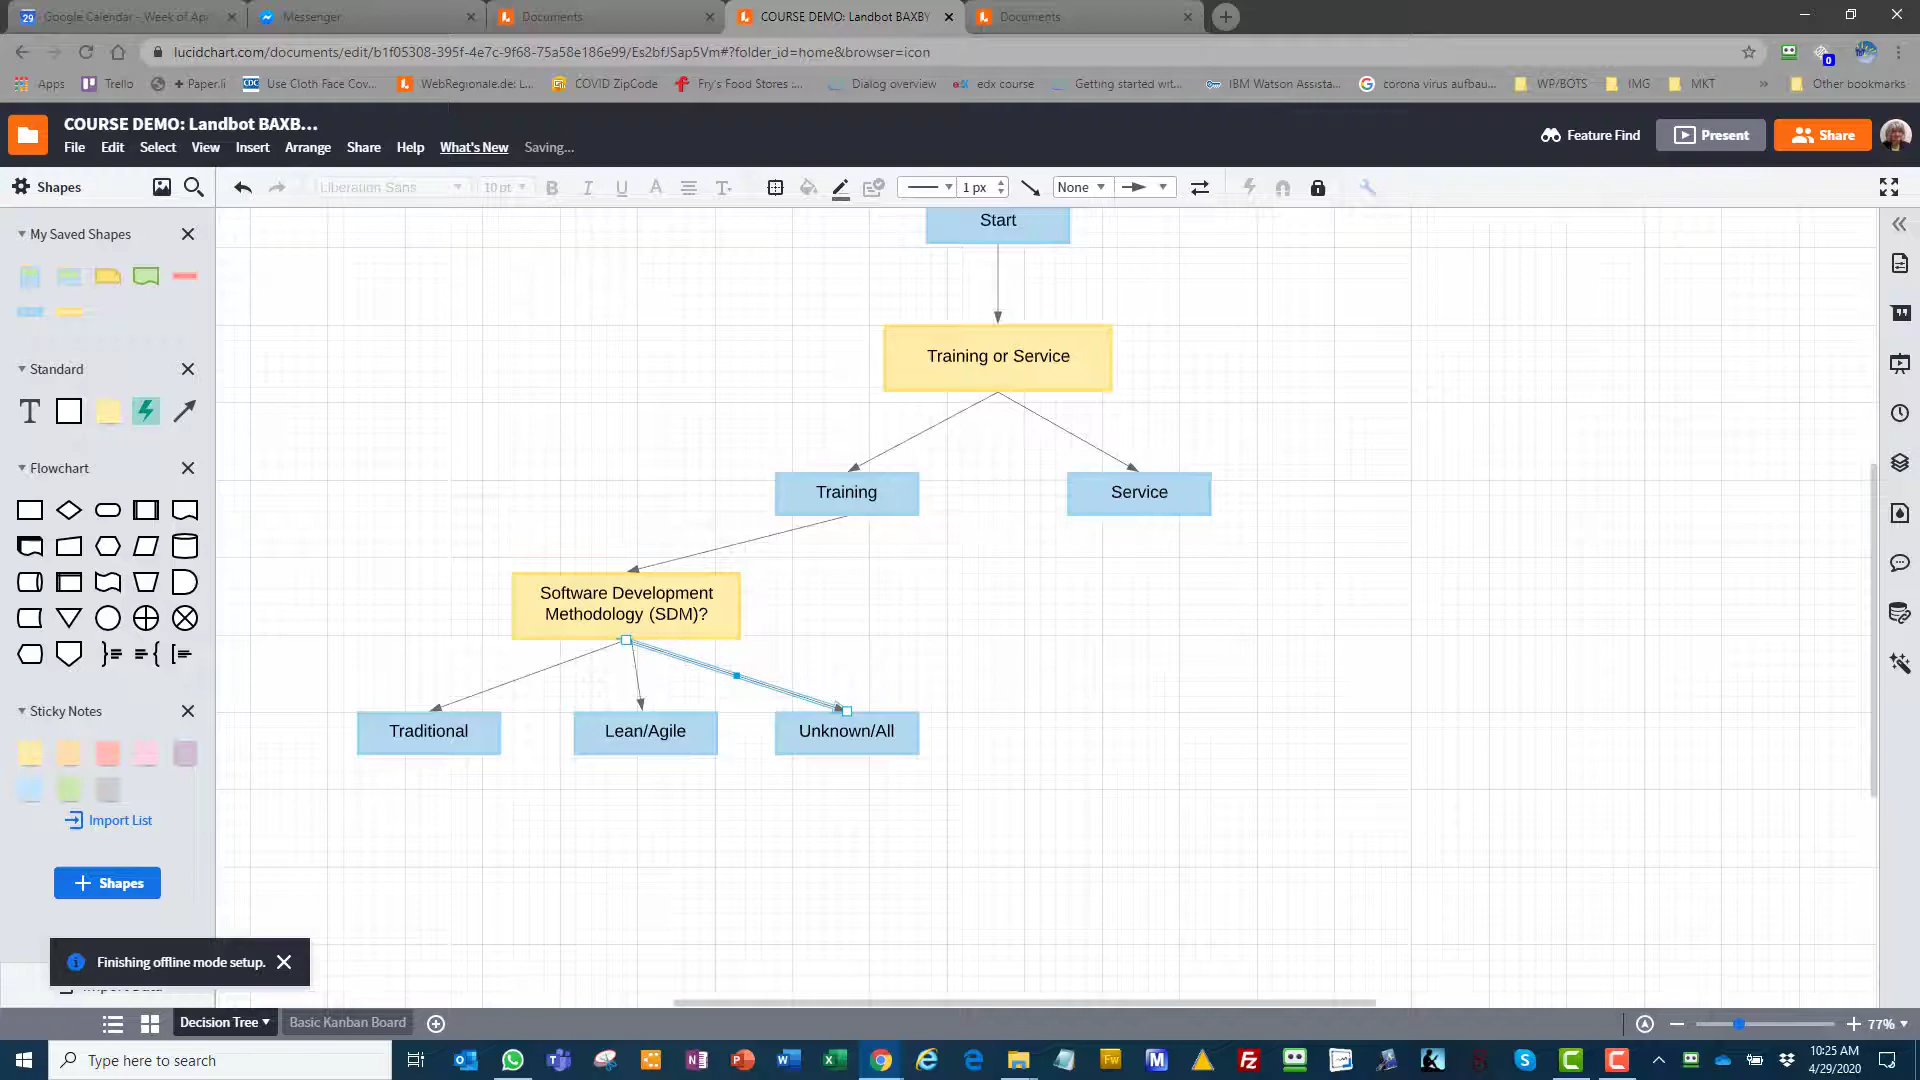 Google Calendar - Week of Ap
Messenger
Documents
COURSE DEMO: Landbot BAXBY
Documents
lucidchart.com/documents/edit/b1f05308-395f-4e7c-9f68-75a58e186e99/Es2bfJSap5Vm#?folder_id=home&browser=icon
Apps
Trello
+ Paper.li
Use Cloth Face Cov...
WebRegionale.de: L...
COVID ZipCode
Fry's Food Stores :...
Dialog overview
edx course
Getting started wit...
IBM Watson Assista...
corona virus aufbau...
WP/BOTS
IMG
MKT
Other bookmarks
COURSE DEMO: Landbot BAXB...
File Edit Select View Insert Arrange Share Help What's New Saving...
Feature Find
Present
Share
Shapes
Liberation Sans
10 pt
1 px
None
My Saved Shapes
Standard
Flowchart
Sticky Notes
Import List
+ Shapes
Start
Training or Service
Training
Service
Software Development
Methodology (SDM)?
Traditional
Lean/Agile
Unknown/All
Finishing offline mode setup.
Decision Tree
Basic Kanban Board
77%
Type here to search
10:25 AM
4/29/2020